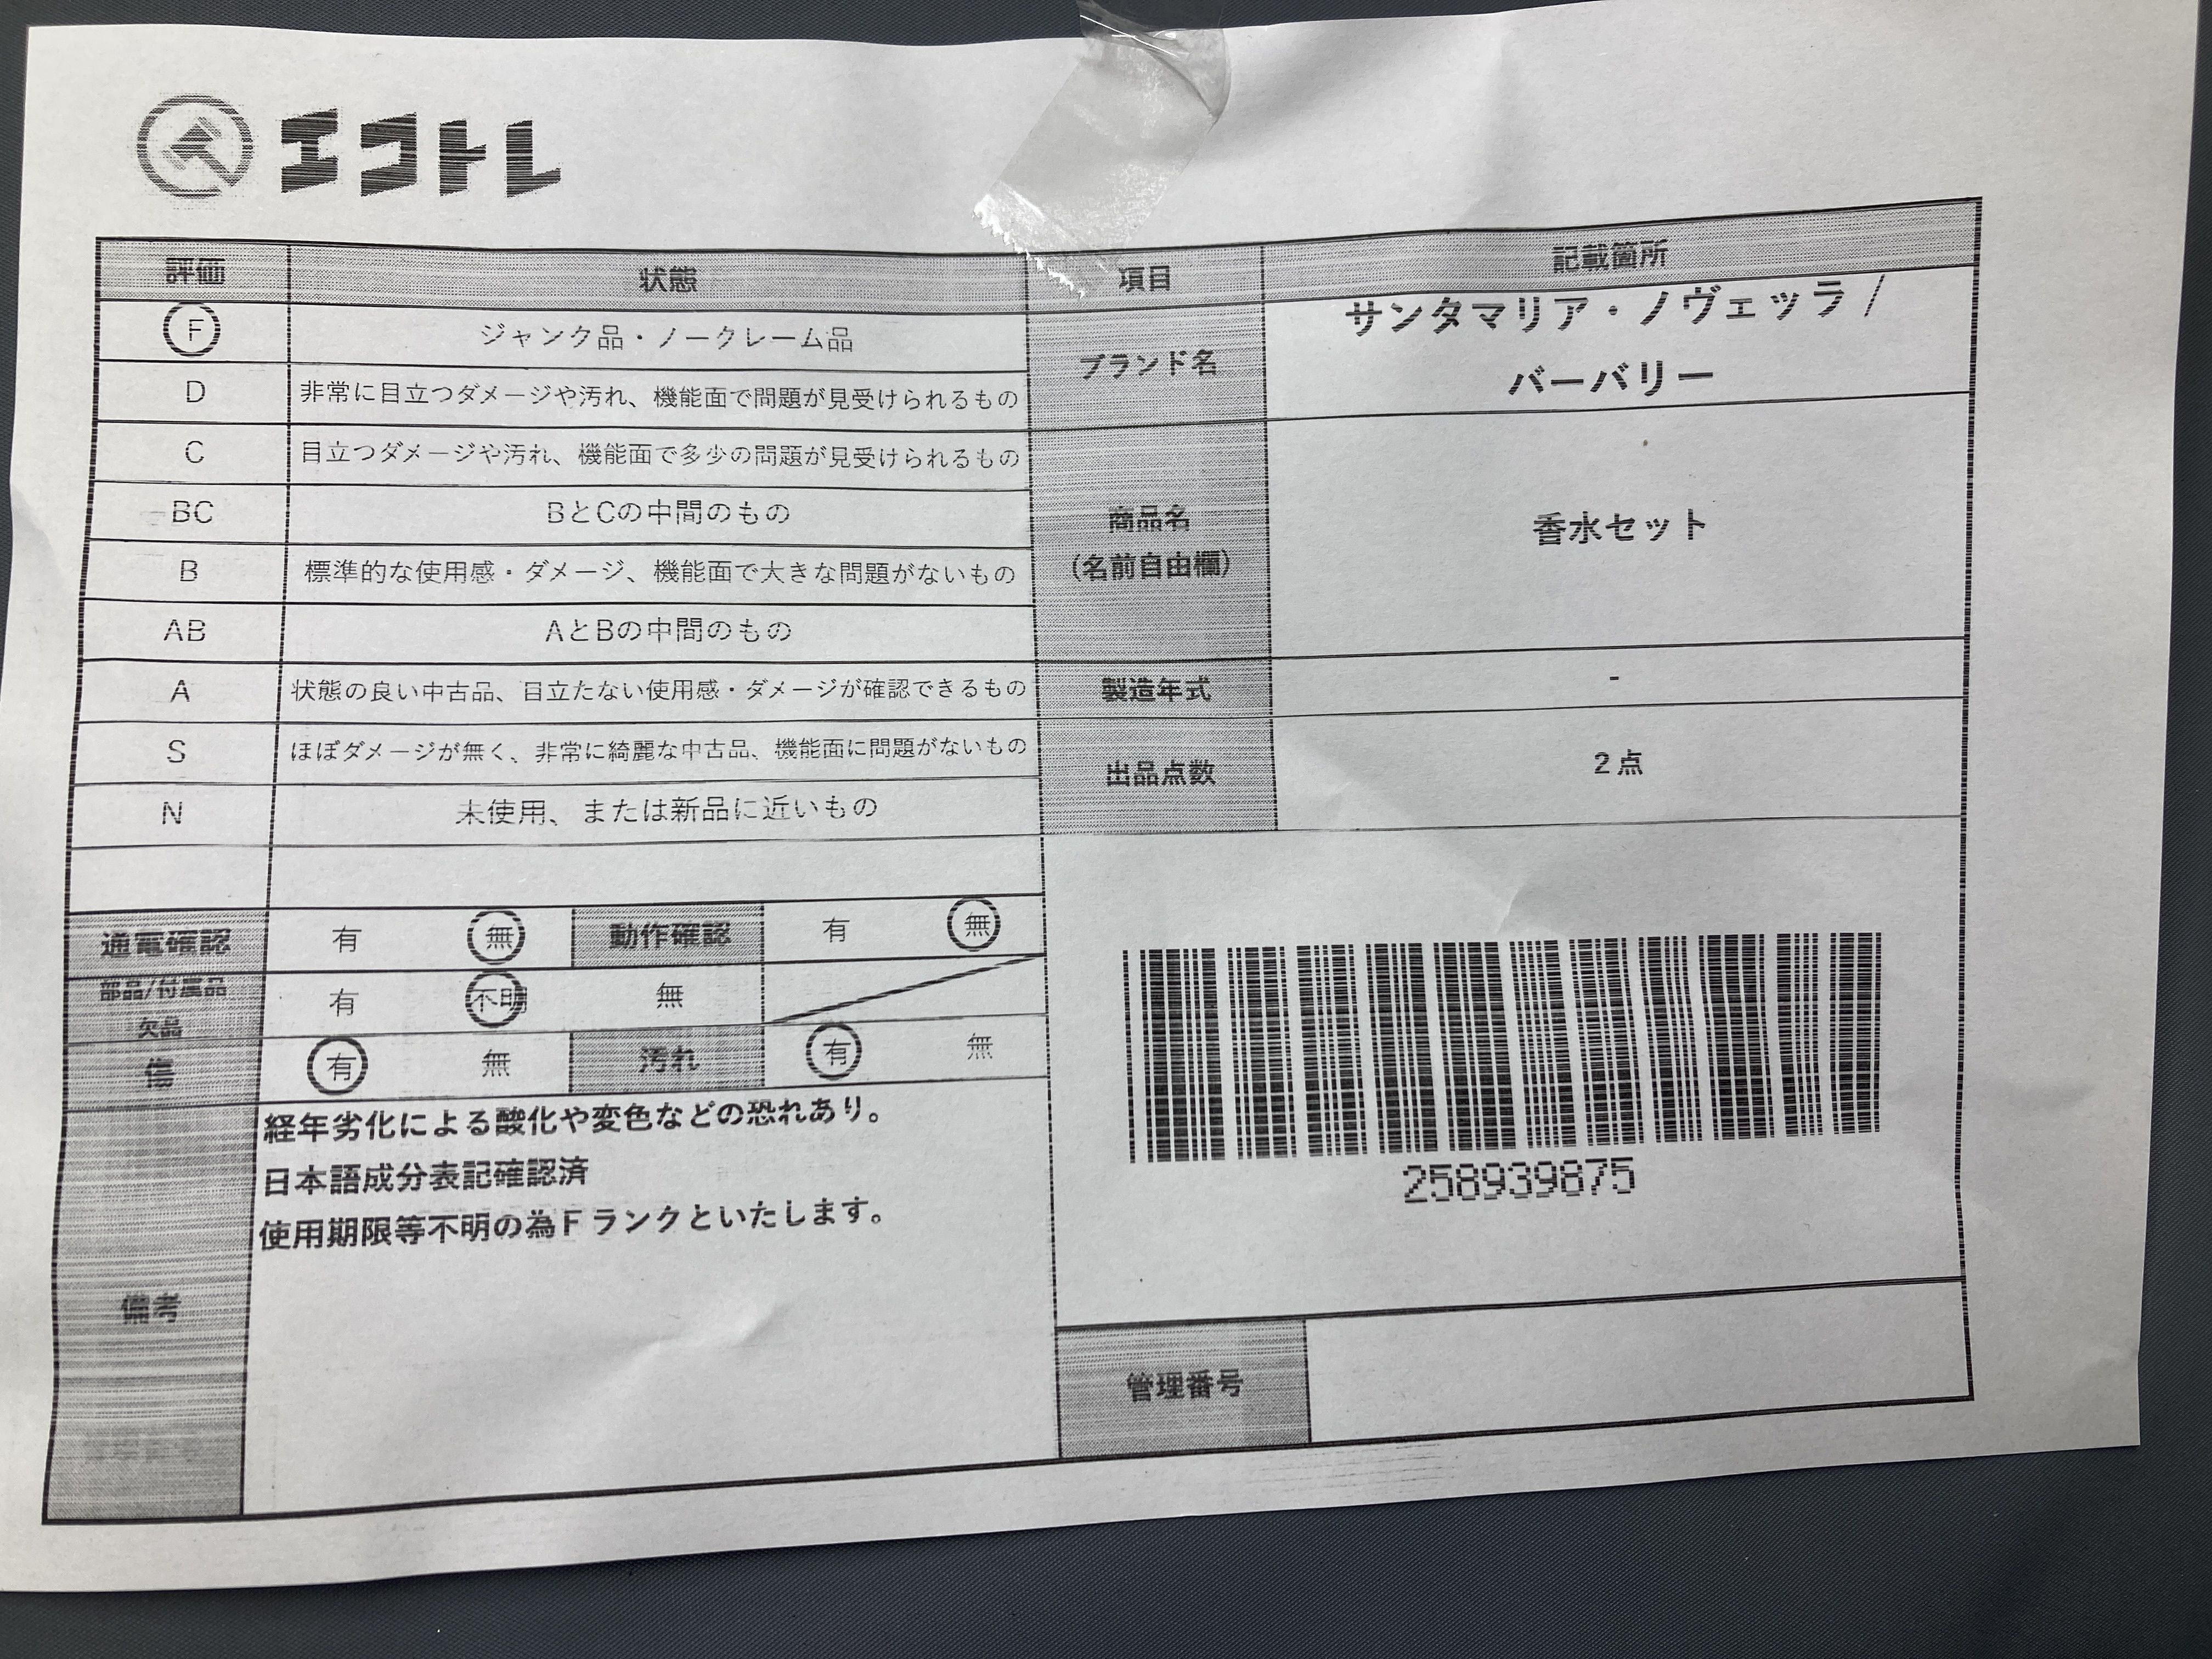 エコトレ
評価 状態
F ジャンク品・ノークレーム品
D 非常に目立つダメージや汚れ、機能面で問題が見受けられるもの
C 目立つダメージや汚れ、機能面で多少の問題が見受けられるもの
BC BとCの中間のもの
B 標準的な使用感・ダメージ、機能面で大きな問題がないもの
AB AとBの中間のもの
A 状態の良い中古品、目立たない使用感・ダメージが確認できるもの
S ほぼダメージが無く、非常に綺麗な中古品、機能面に問題がないもの
N 未使用、または新品に近いもの
通電確認 有 無 動作確認 有 無
部品/付属品
欠品
有 不明 無
傷 有 無 汚れ 有 無
備考
経年劣化による酸化や変色などの恐れあり。
日本語成分表記確認済
使用期限等不明の為Fランクといたします。
項目 記載箇所
ブランド名
サンタマリア・ノヴェッラ /
バーバリー
商品名
(名前自由欄)
香水セット
製造年式 -
出品点数 2点
258939875
管理番号